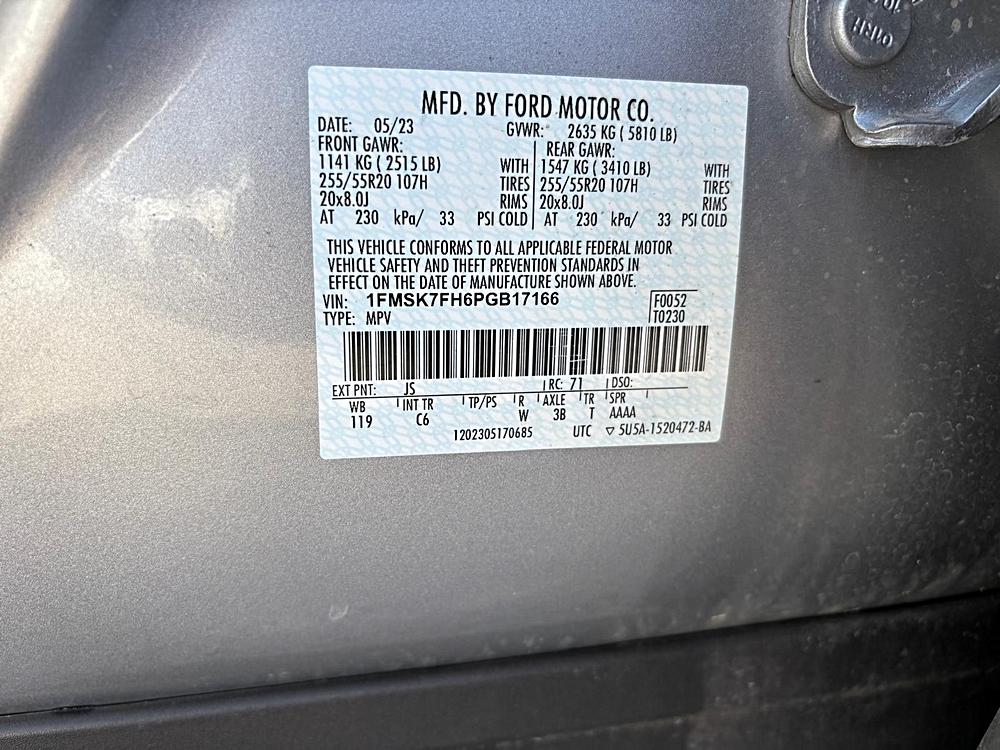 MFD. BY FORD MOTOR CO.
DATE: 05/23 GVWR: 2635 KG ( 5810 LB)
FRONT GAWR: REAR GAWR:
1141 KG ( 2515 LB) WITH 1547 KG ( 3410 LB) WITH
255/55R20 107H TIRES 255/55R20 107H TIRES
20x8.0J RIMS 20x8.0J RIMS
AT 230 kPa/ 33 PSI COLD AT 230 kPa/ 33 PSI COLD
THIS VEHICLE CONFORMS TO ALL APPLICABLE FEDERAL MOTOR
VEHICLE SAFETY AND THEFT PREVENTION STANDARDS IN
EFFECT ON THE DATE OF MANUFACTURE SHOWN ABOVE.
VIN: 1FMSK7FH6PGB17166 F0052
TYPE: MPV T0230
EXT PNT: JS RC: 71 DSO:
WB INT TR TP/PS R AXLE TR SPR
119 C6 W 3B T AAAA
1202305170685 UTC ▽ 5U5A-1520472-BA